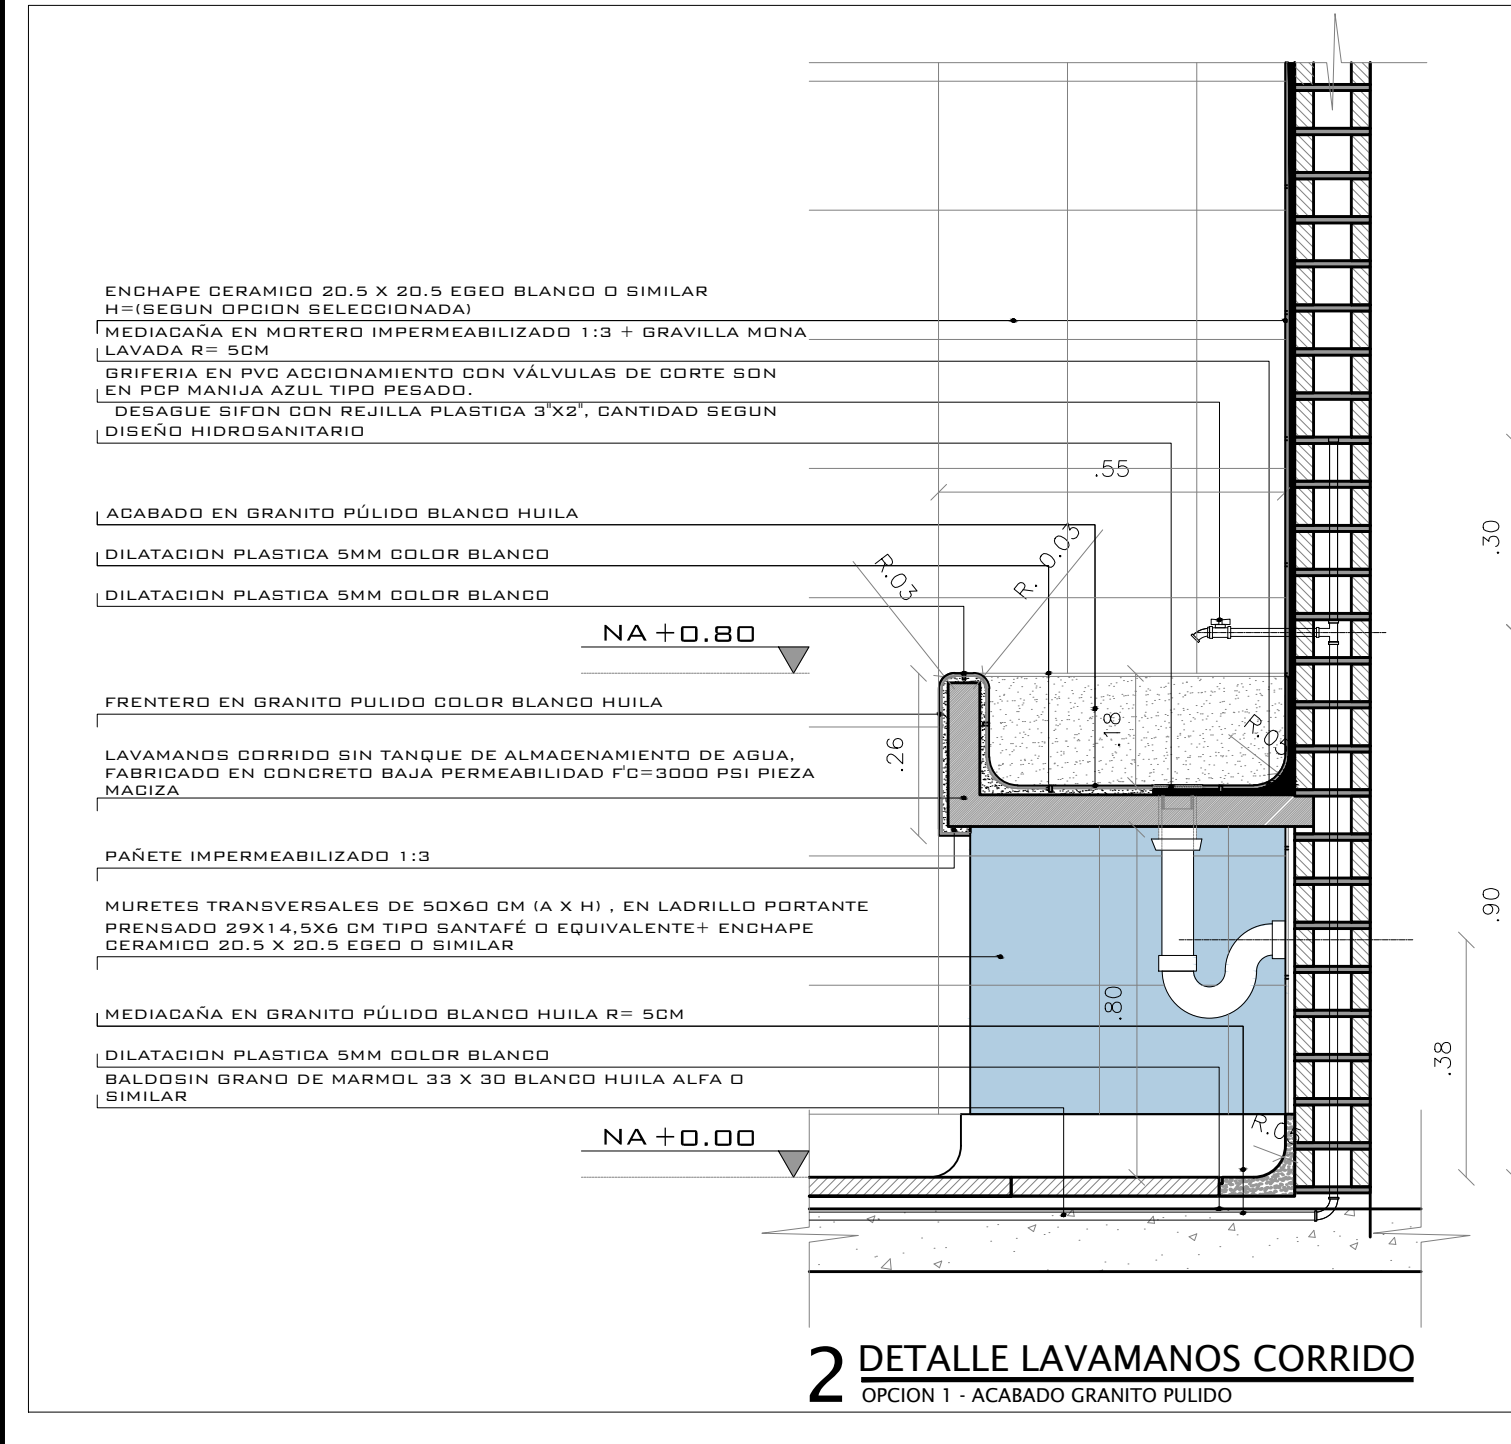 ENCHAPE CERAMICO 20.5 X 20.5 EGEO BLANCO O SIMILAR
H=(SEGUN OPCION SELECCIONADA)
MEDIACAÑA EN MORTERO IMPERMEABILIZADO 1:3 + GRAVILLA MONA
LAVADA R= 5CM
GRIFERIA EN PVC ACCIONAMIENTO CON VÁLVULAS DE CORTE SON
EN PCP MANIJA AZUL TIPO PESADO.
DESAGUE SIFON CON REJILLA PLASTICA 3"X2", CANTIDAD SEGUN
DISEÑO HIDROSANITARIO
.55
ACABADO EN GRANITO PÚLIDO BLANCO HUILA
.30
DILATACION PLASTICA 5MM COLOR BLANCO
R.03
R. 0.03
DILATACION PLASTICA 5MM COLOR BLANCO
NA +0.80
FRENTERO EN GRANITO PULIDO COLOR BLANCO HUILA
.26
.18
R.05
LAVAMANOS CORRIDO SIN TANQUE DE ALMACENAMIENTO DE AGUA,
FABRICADO EN CONCRETO BAJA PERMEABILIDAD F'C=3000 PSI PIEZA
MACIZA
PAÑETE IMPERMEABILIZADO 1:3
.90
MURETES TRANSVERSALES DE 50X60 CM (A X H) , EN LADRILLO PORTANTE
PRENSADO 29X14,5X6 CM TIPO SANTAFÉ O EQUIVALENTE+ ENCHAPE
CERAMICO 20.5 X 20.5 EGEO O SIMILAR
.80
MEDIACAÑA EN GRANITO PÚLIDO BLANCO HUILA R= 5CM
.38
DILATACION PLASTICA 5MM COLOR BLANCO
BALDOSIN GRANO DE MARMOL 33 X 30 BLANCO HUILA ALFA O
SIMILAR
R.05
NA +0.00
2 DETALLE LAVAMANOS CORRIDO
OPCION 1 - ACABADO GRANITO PULIDO